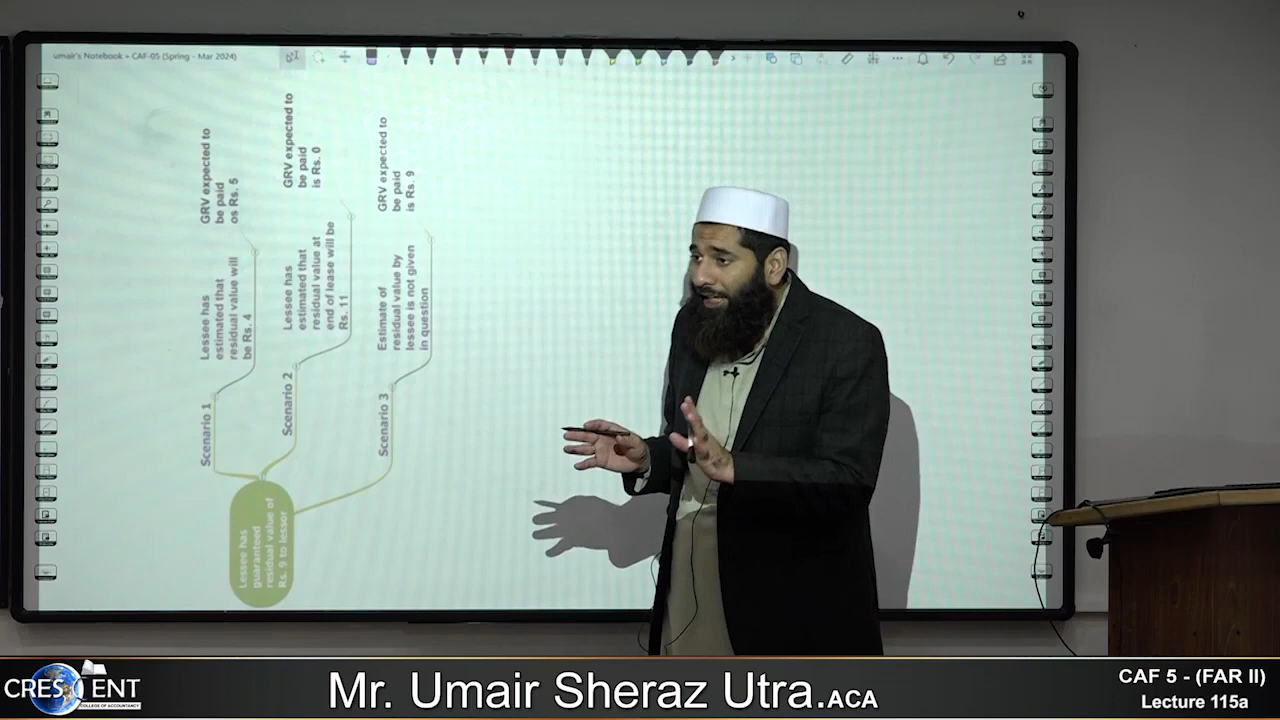 umair's Notebook » CAF-05 (Spring - Mar 2024)
Lessee has
guaranteed
residual value of
Rs. 9 to lessor
Scenario 1
Lessee has
estimated that
residual value will
be Rs. 4
GRV expected to
be paid
os Rs. 5
Scenario 2
Lessee has
estimated that
residual value at
end of lease will be
Rs. 11
GRV expected to
be paid
is Rs. 0
Scenario 3
Estimate of
residual value by
lessee is not given
in question
GRV expected to
be paid
is Rs. 9
CRESCENT
COLLEGE OF ACCOUNTANCY
Mr. Umair Sheraz Utra.ACA
CAF 5 - (FAR II)
Lecture 115a